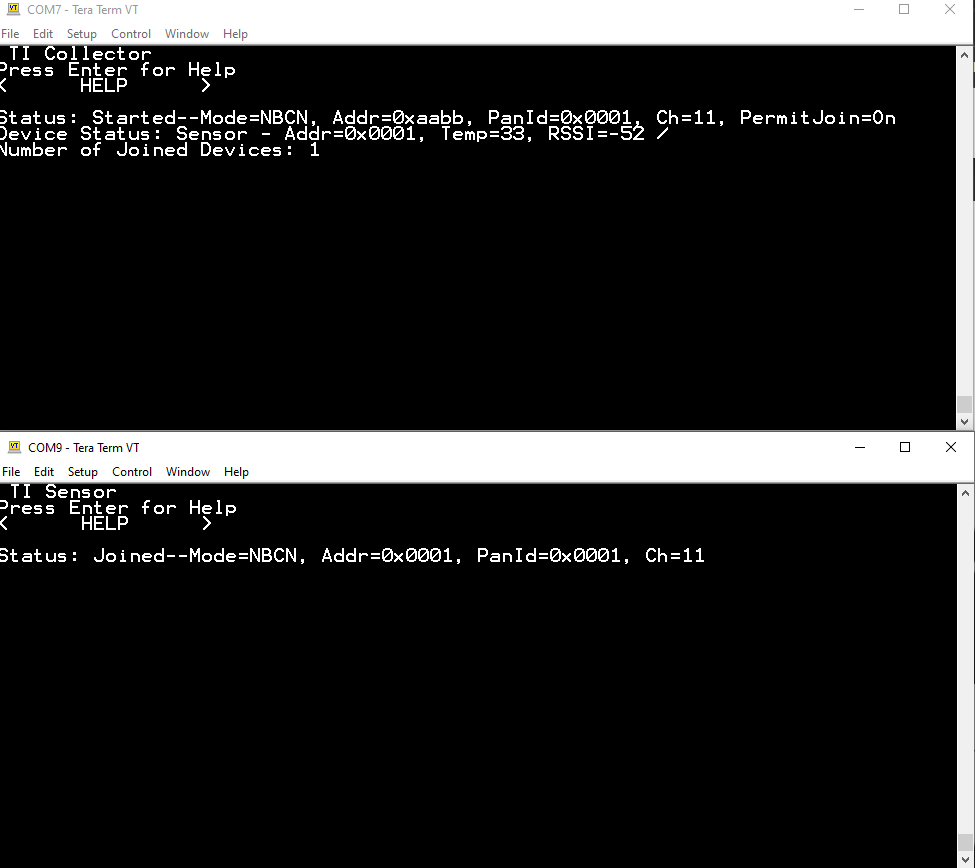 COM7 - Tera Term VT
File Edit Setup Control Window Help
TI Collector
Press Enter for Help
< HELP >
Status: Started--Mode=NBCN, Addr=0xaabb, PanId=0x0001, Ch=11, PermitJoin=On
Device Status: Sensor - Addr=0x0001, Temp=33, RSSI=-52 /
Number of Joined Devices: 1
COM9 - Tera Term VT
File Edit Setup Control Window Help
TI Sensor
Press Enter for Help
< HELP >
Status: Joined--Mode=NBCN, Addr=0x0001, PanId=0x0001, Ch=11